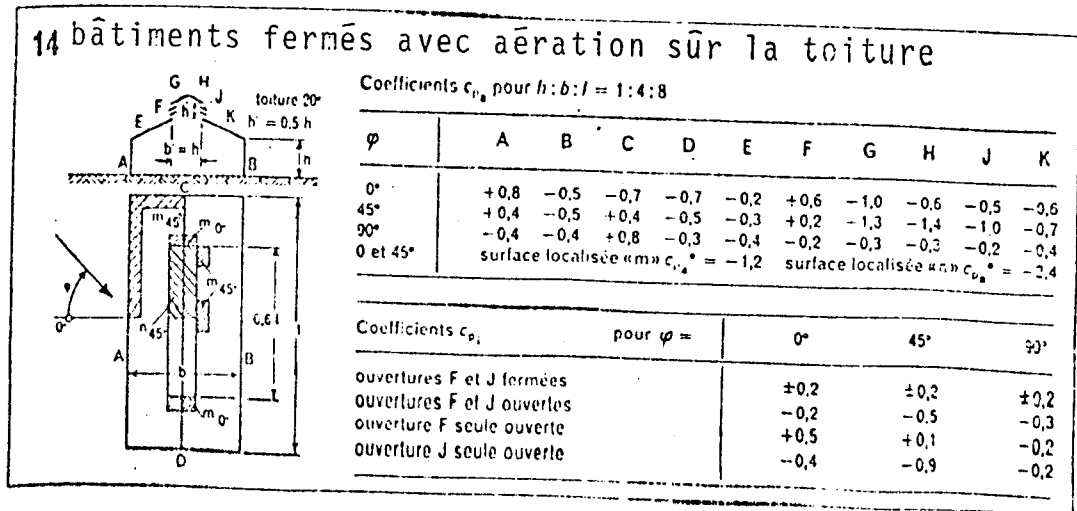 14 bâtiments fermés avec aération sûr la toiture
G H
F h' J
E K
toiture 20°
h' = 0,5 h
b' = h
h
A B
C
m 45°
m 0°
m 45°
φ
0°
n 45°
A B
b
l
m 0°
D
Coefficients c pₐ pour h : b : l = 1:4:8
φ A B C D E F G H J K
0° +0,8 −0,5 −0,7 −0,7 −0,2 +0,6 −1,0 −0,6 −0,5 −0,6
45° +0,4 −0,5 +0,4 −0,5 −0,3 +0,2 −1,3 −1,4 −1,0 −0,7
90° −0,4 −0,4 +0,8 −0,3 −0,4 −0,2 −0,3 −0,3 −0,2 −0,4
0 et 45° surface localisée «m» c pₐ* = −1,2 surface localisée «n» c pₐ* = −2,4
Coefficients c pᵢ pour φ = 0° 45° 90°
ouvertures F et J fermées ±0,2 ±0,2 ±0,2
ouvertures F et J ouvertes −0,2 −0,5 −0,3
ouverture F seule ouverte +0,5 +0,1 −0,2
ouverture J seule ouverte −0,4 −0,9 −0,2